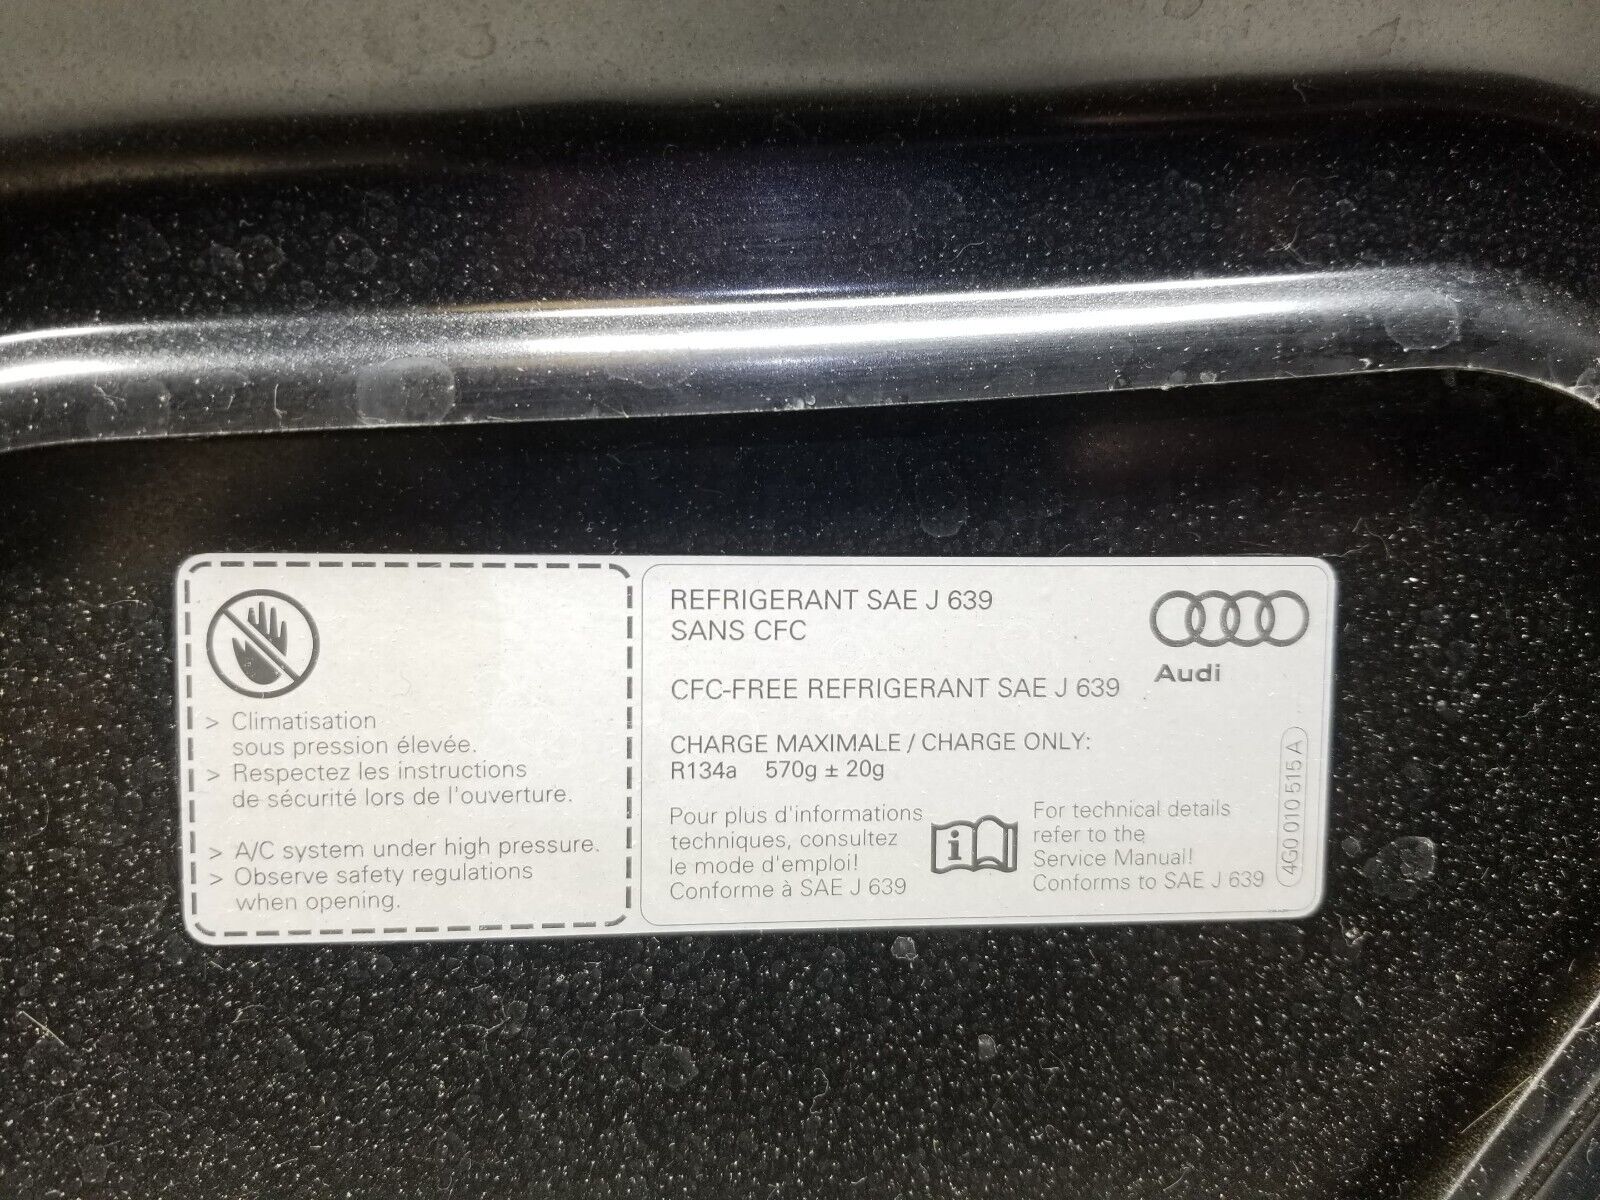 > Climatisation
sous pression élevée.
> Respectez les instructions
de sécurité lors de l'ouverture.
> A/C system under high pressure.
> Observe safety regulations
when opening.
REFRIGERANT SAE J 639
SANS CFC
CFC-FREE REFRIGERANT SAE J 639
CHARGE MAXIMALE / CHARGE ONLY:
R134a 570g ± 20g
Pour plus d'informations
techniques, consultez
le mode d'emploi!
Conforme à SAE J 639
i
For technical details
refer to the
Service Manual!
Conforms to SAE J 639
Audi
4G0 010 515 A